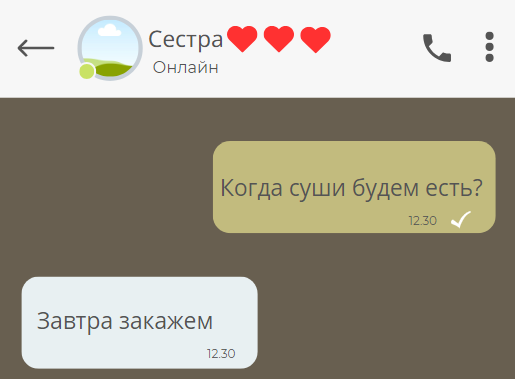 Сестра
Онлайн
Когда суши будем есть?
12.30
Завтра закажем
12.30